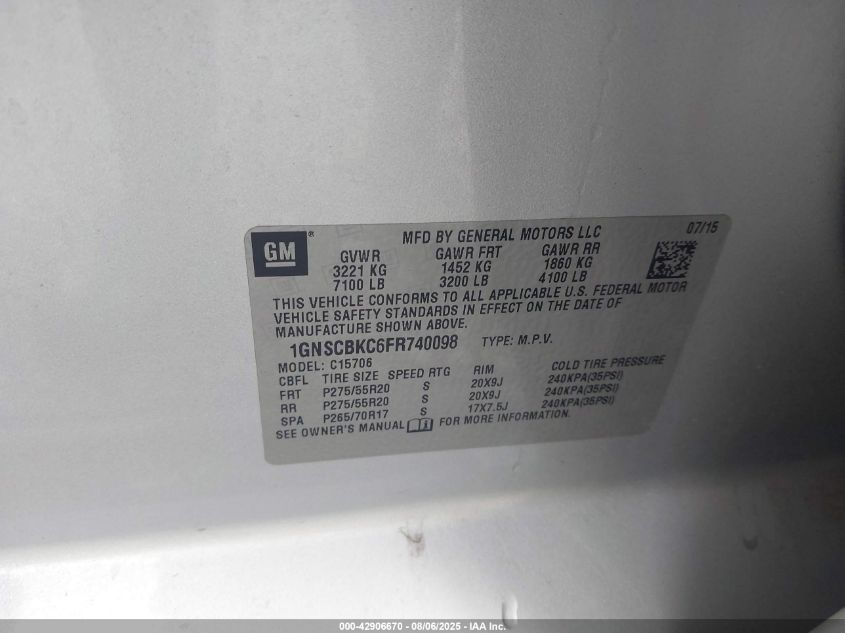 GM ® MFD BY GENERAL MOTORS LLC 07/15
GVWR GAWR FRT GAWR RR
3221 KG 1452 KG 1860 KG
7100 LB 3200 LB 4100 LB
THIS VEHICLE CONFORMS TO ALL APPLICABLE U.S. FEDERAL MOTOR
VEHICLE SAFETY STANDARDS IN EFFECT ON THE DATE OF
MANUFACTURE SHOWN ABOVE.
1GNSCBKC6FR740098 TYPE: M.P.V.
MODEL: C15706
CBFL TIRE SIZE SPEED RTG RIM COLD TIRE PRESSURE
FRT P275/55R20 S 20X9J 240KPA(35PSI)
RR P275/55R20 S 20X9J 240KPA(35PSI)
SPA P265/70R17 S 17X7.5J 240KPA(35PSI)
SEE OWNER'S MANUAL FOR MORE INFORMATION.
000-42906670 - 08/06/2025 - IAA Inc.